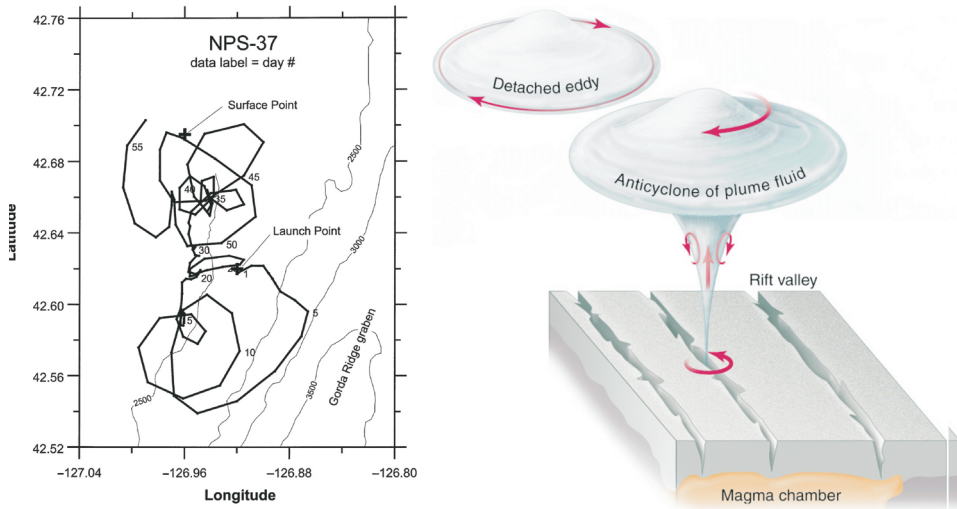 NPS-37
data label = day #
42.76
42.72
42.68
42.64
42.60
42.56
42.52
Latitude
−127.04
−126.96
−126.88
−126.80
Longitude
Surface Point
Launch Point
55
45
40
35
50
30
20
1
5
5
10
2500
3000
2500
3500
Gorda Ridge graben
Detached eddy
Anticyclone of plume fluid
Rift valley
Magma chamber